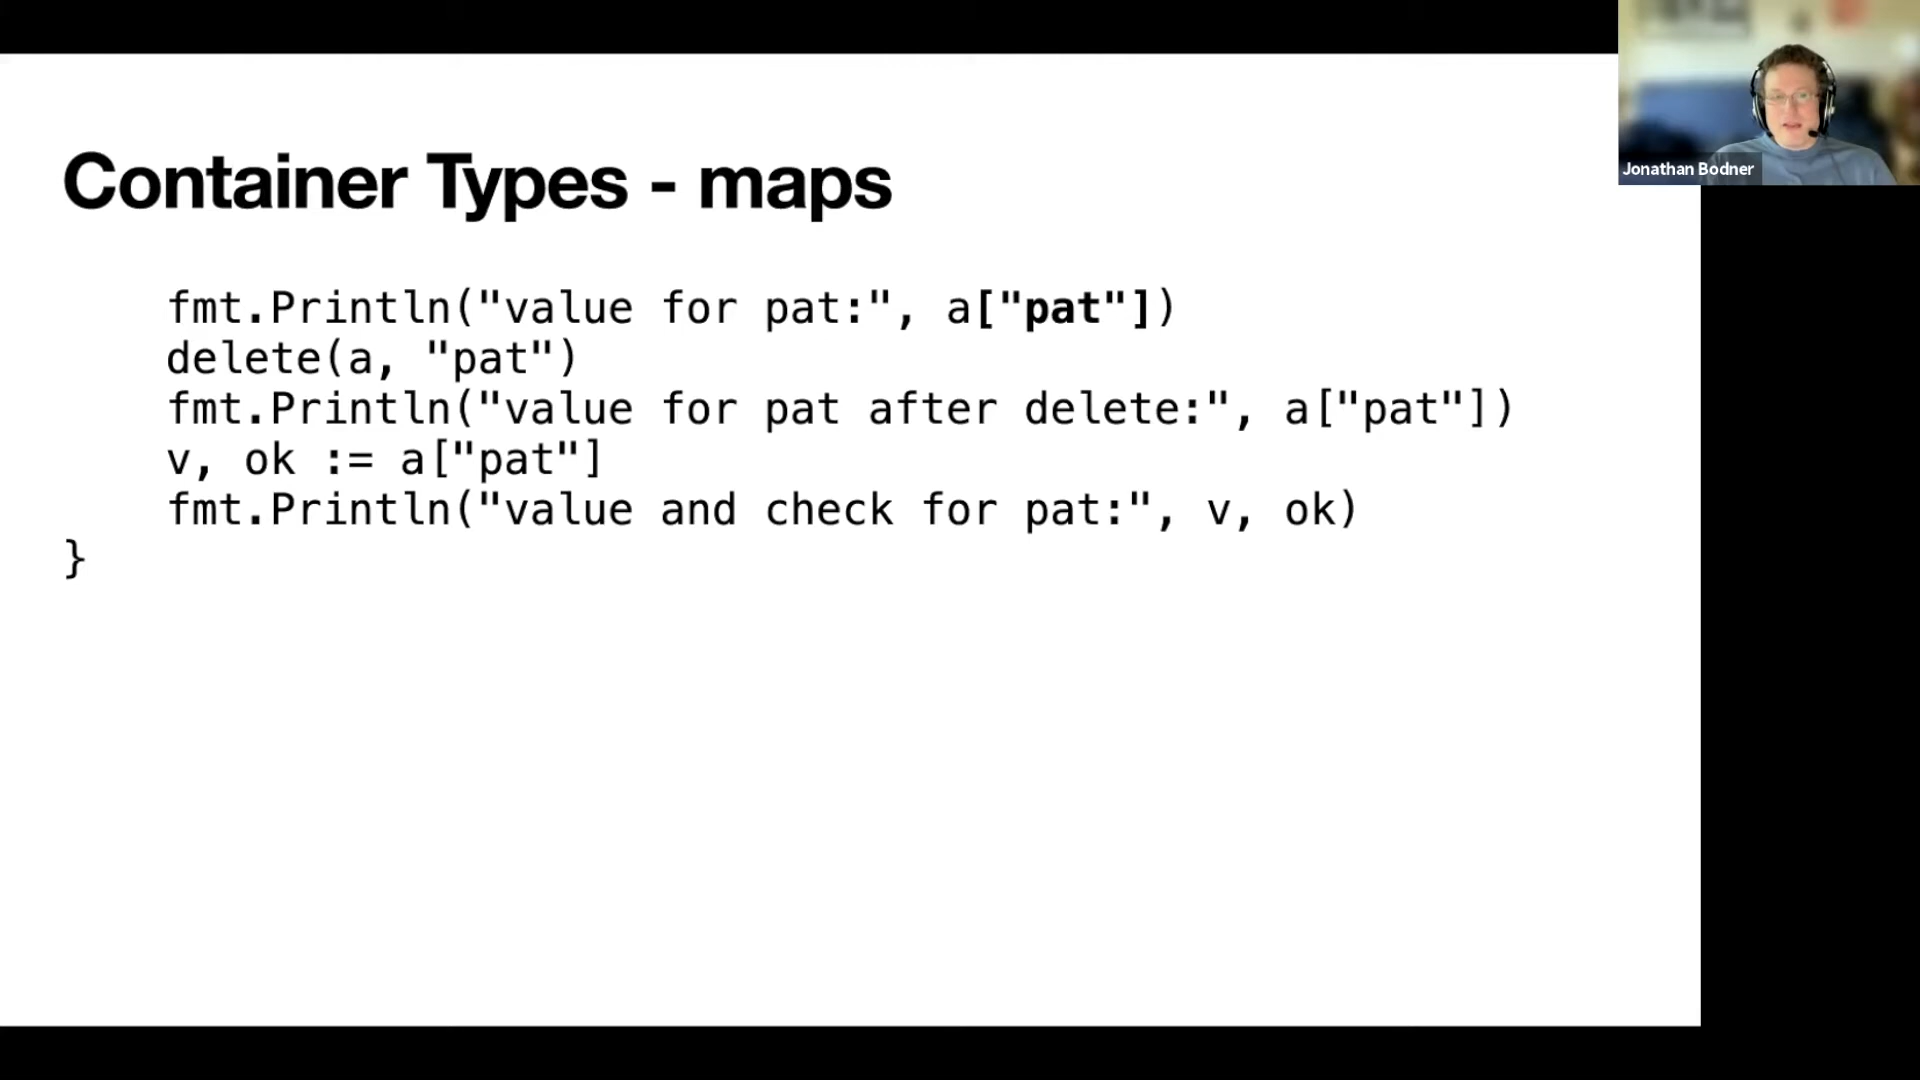 Container Types - maps
fmt.Println("value for pat:", a["pat"])
delete(a, "pat")
fmt.Println("value for pat after delete:", a["pat"])
v, ok := a["pat"]
fmt.Println("value and check for pat:", v, ok)
}
Jonathan Bodner